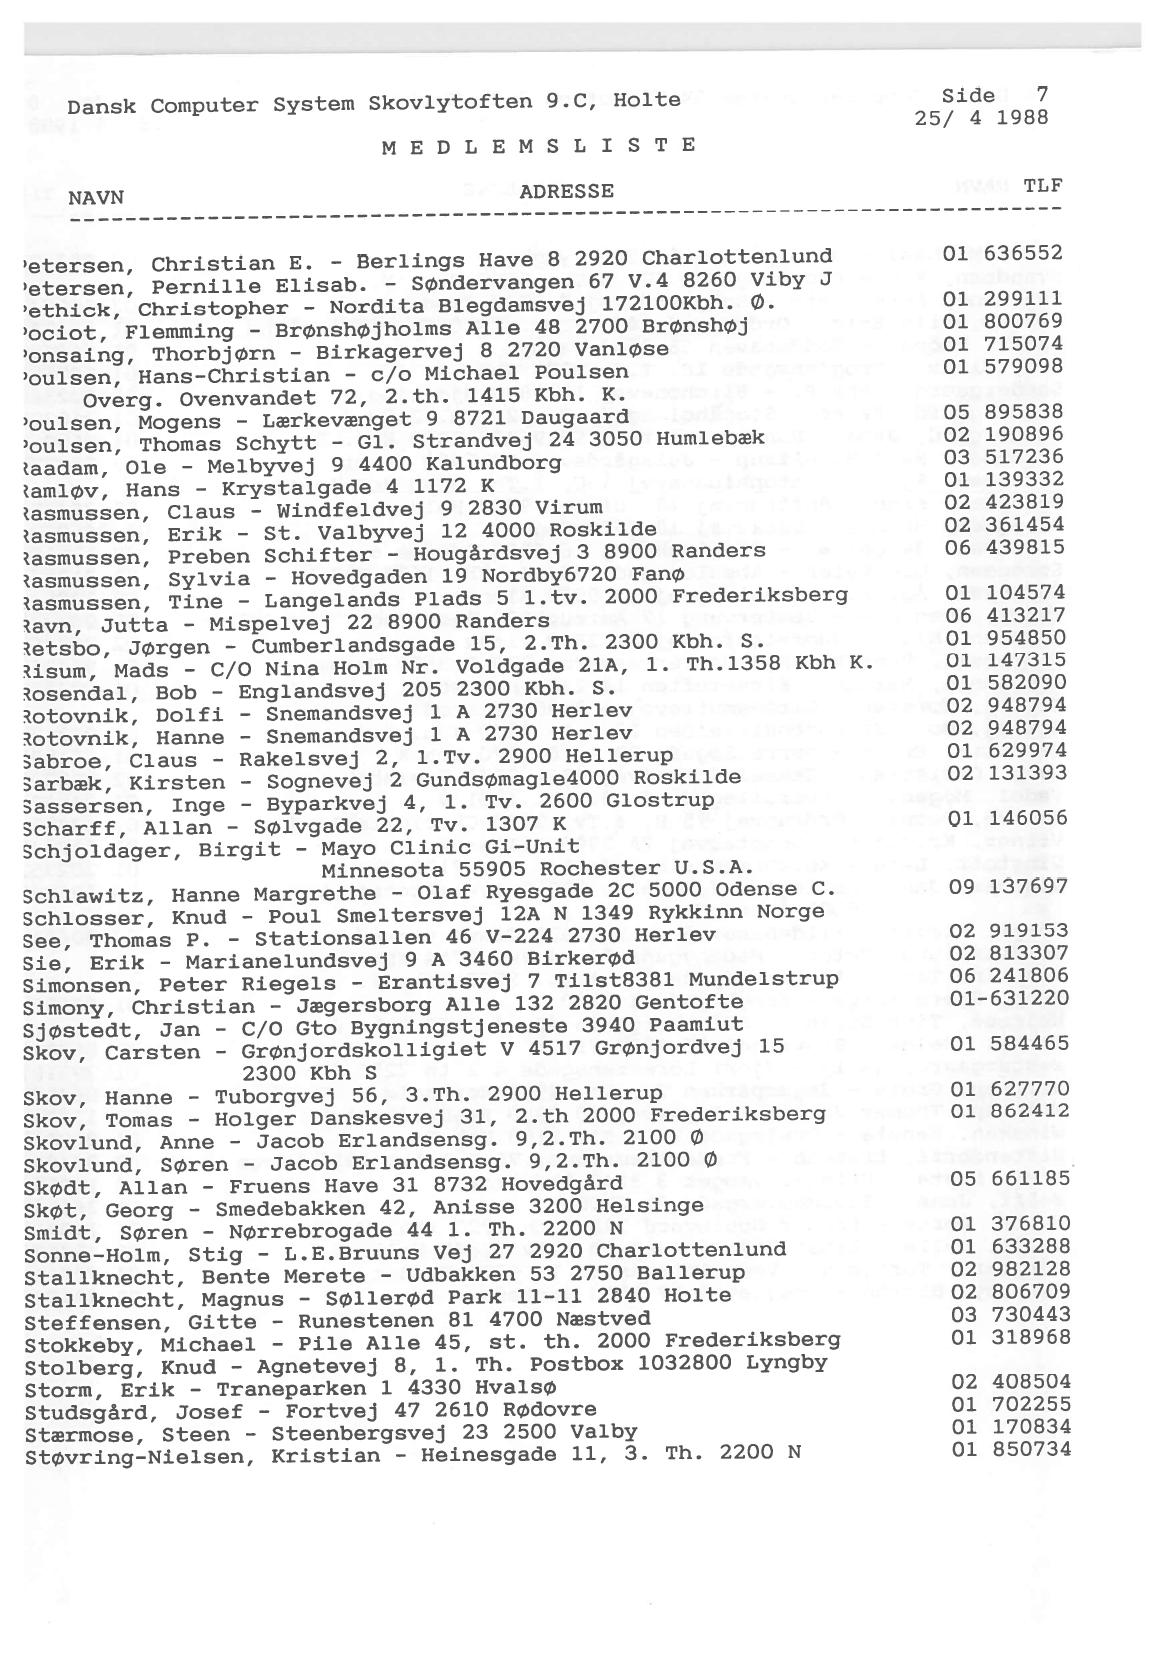 Dansk Computer System Skovlytoften 9.C, Holte Side 7
25/ 4 1988
M E D L E M S L I S T E
NAVN ADRESSE TLF
etersen, Christian E. - Berlings Have 8 2920 Charlottenlund 01 636552
etersen, Pernille Elisab. - Søndervangen 67 V.4 8260 Viby J
ethick, Christopher - Nordita Blegdamsvej 172100Kbh. Ø. 01 299111
ociot, Flemming - Brønshøjholms Alle 48 2700 Brønshøj 01 800769
onsaing, Thorbjørn - Birkagervej 8 2720 Vanløse 01 715074
oulsen, Hans-Christian - c/o Michael Poulsen 01 579098
Overg. Ovenvandet 72, 2.th. 1415 Kbh. K.
oulsen, Mogens - Lærkevænget 9 8721 Daugaard 05 895838
oulsen, Thomas Schytt - Gl. Strandvej 24 3050 Humlebæk 02 190896
Raadam, Ole - Melbyvej 9 4400 Kalundborg 03 517236
Ramløv, Hans - Krystalgade 4 1172 K 01 139332
Rasmussen, Claus - Windfeldvej 9 2830 Virum 02 423819
Rasmussen, Erik - St. Valbyvej 12 4000 Roskilde 02 361454
Rasmussen, Preben Schifter - Hougårdsvej 3 8900 Randers 06 439815
Rasmussen, Sylvia - Hovedgaden 19 Nordby6720 Fanø
Rasmussen, Tine - Langelands Plads 5 1.tv. 2000 Frederiksberg 01 104574
Ravn, Jutta - Mispelvej 22 8900 Randers 06 413217
Retsbo, Jørgen - Cumberlandsgade 15, 2.Th. 2300 Kbh. S. 01 954850
Risum, Mads - C/O Nina Holm Nr. Voldgade 21A, 1. Th.1358 Kbh K. 01 147315
Rosendal, Bob - Englandsvej 205 2300 Kbh. S. 01 582090
Rotovnik, Dolfi - Snemandsvej 1 A 2730 Herlev 02 948794
Rotovnik, Hanne - Snemandsvej 1 A 2730 Herlev 02 948794
Sabroe, Claus - Rakelsvej 2, 1.Tv. 2900 Hellerup 01 629974
Sarbæk, Kirsten - Sognevej 2 Gundsømagle4000 Roskilde 02 131393
Sassersen, Inge - Byparkvej 4, 1. Tv. 2600 Glostrup
Scharff, Allan - Sølvgade 22, Tv. 1307 K 01 146056
Schjoldager, Birgit - Mayo Clinic Gi-Unit
Minnesota 55905 Rochester U.S.A.
Schlawitz, Hanne Margrethe - Olaf Ryesgade 2C 5000 Odense C. 09 137697
Schlosser, Knud - Poul Smeltersvej 12A N 1349 Rykkinn Norge
See, Thomas P. - Stationsallen 46 V-224 2730 Herlev 02 919153
Sie, Erik - Marianelundsvej 9 A 3460 Birkerød 02 813307
Simonsen, Peter Riegels - Erantisvej 7 Tilst8381 Mundelstrup 06 241806
Simony, Christian - Jægersborg Alle 132 2820 Gentofte 01-631220
Sjøstedt, Jan - C/O Gto Bygningstjeneste 3940 Paamiut
Skov, Carsten - Grønjordskolligiet V 4517 Grønjordvej 15 01 584465
2300 Kbh S
Skov, Hanne - Tuborgvej 56, 3.Th. 2900 Hellerup 01 627770
Skov, Tomas - Holger Danskesvej 31, 2.th 2000 Frederiksberg 01 862412
Skovlund, Anne - Jacob Erlandsensg. 9,2.Th. 2100 Ø
Skovlund, Søren - Jacob Erlandsensg. 9,2.Th. 2100 Ø
Skødt, Allan - Fruens Have 31 8732 Hovedgård 05 661185
Skøt, Georg - Smedebakken 42, Anisse 3200 Helsinge
Smidt, Søren - Nørrebrogade 44 1. Th. 2200 N 01 376810
Sonne-Holm, Stig - L.E.Bruuns Vej 27 2920 Charlottenlund 01 633288
Stallknecht, Bente Merete - Udbakken 53 2750 Ballerup 02 982128
Stallknecht, Magnus - Søllerød Park 11-11 2840 Holte 02 806709
Steffensen, Gitte - Runestenen 81 4700 Næstved 03 730443
Stokkeby, Michael - Pile Alle 45, st. th. 2000 Frederiksberg 01 318968
Stolberg, Knud - Agnetevej 8, 1. Th. Postbox 1032800 Lyngby
Storm, Erik - Traneparken 1 4330 Hvalsø 02 408504
Studsgård, Josef - Fortvej 47 2610 Rødovre 01 702255
Stærmose, Steen - Steenbergsvej 23 2500 Valby 01 170834
Støvring-Nielsen, Kristian - Heinesgade 11, 3. Th. 2200 N 01 850734